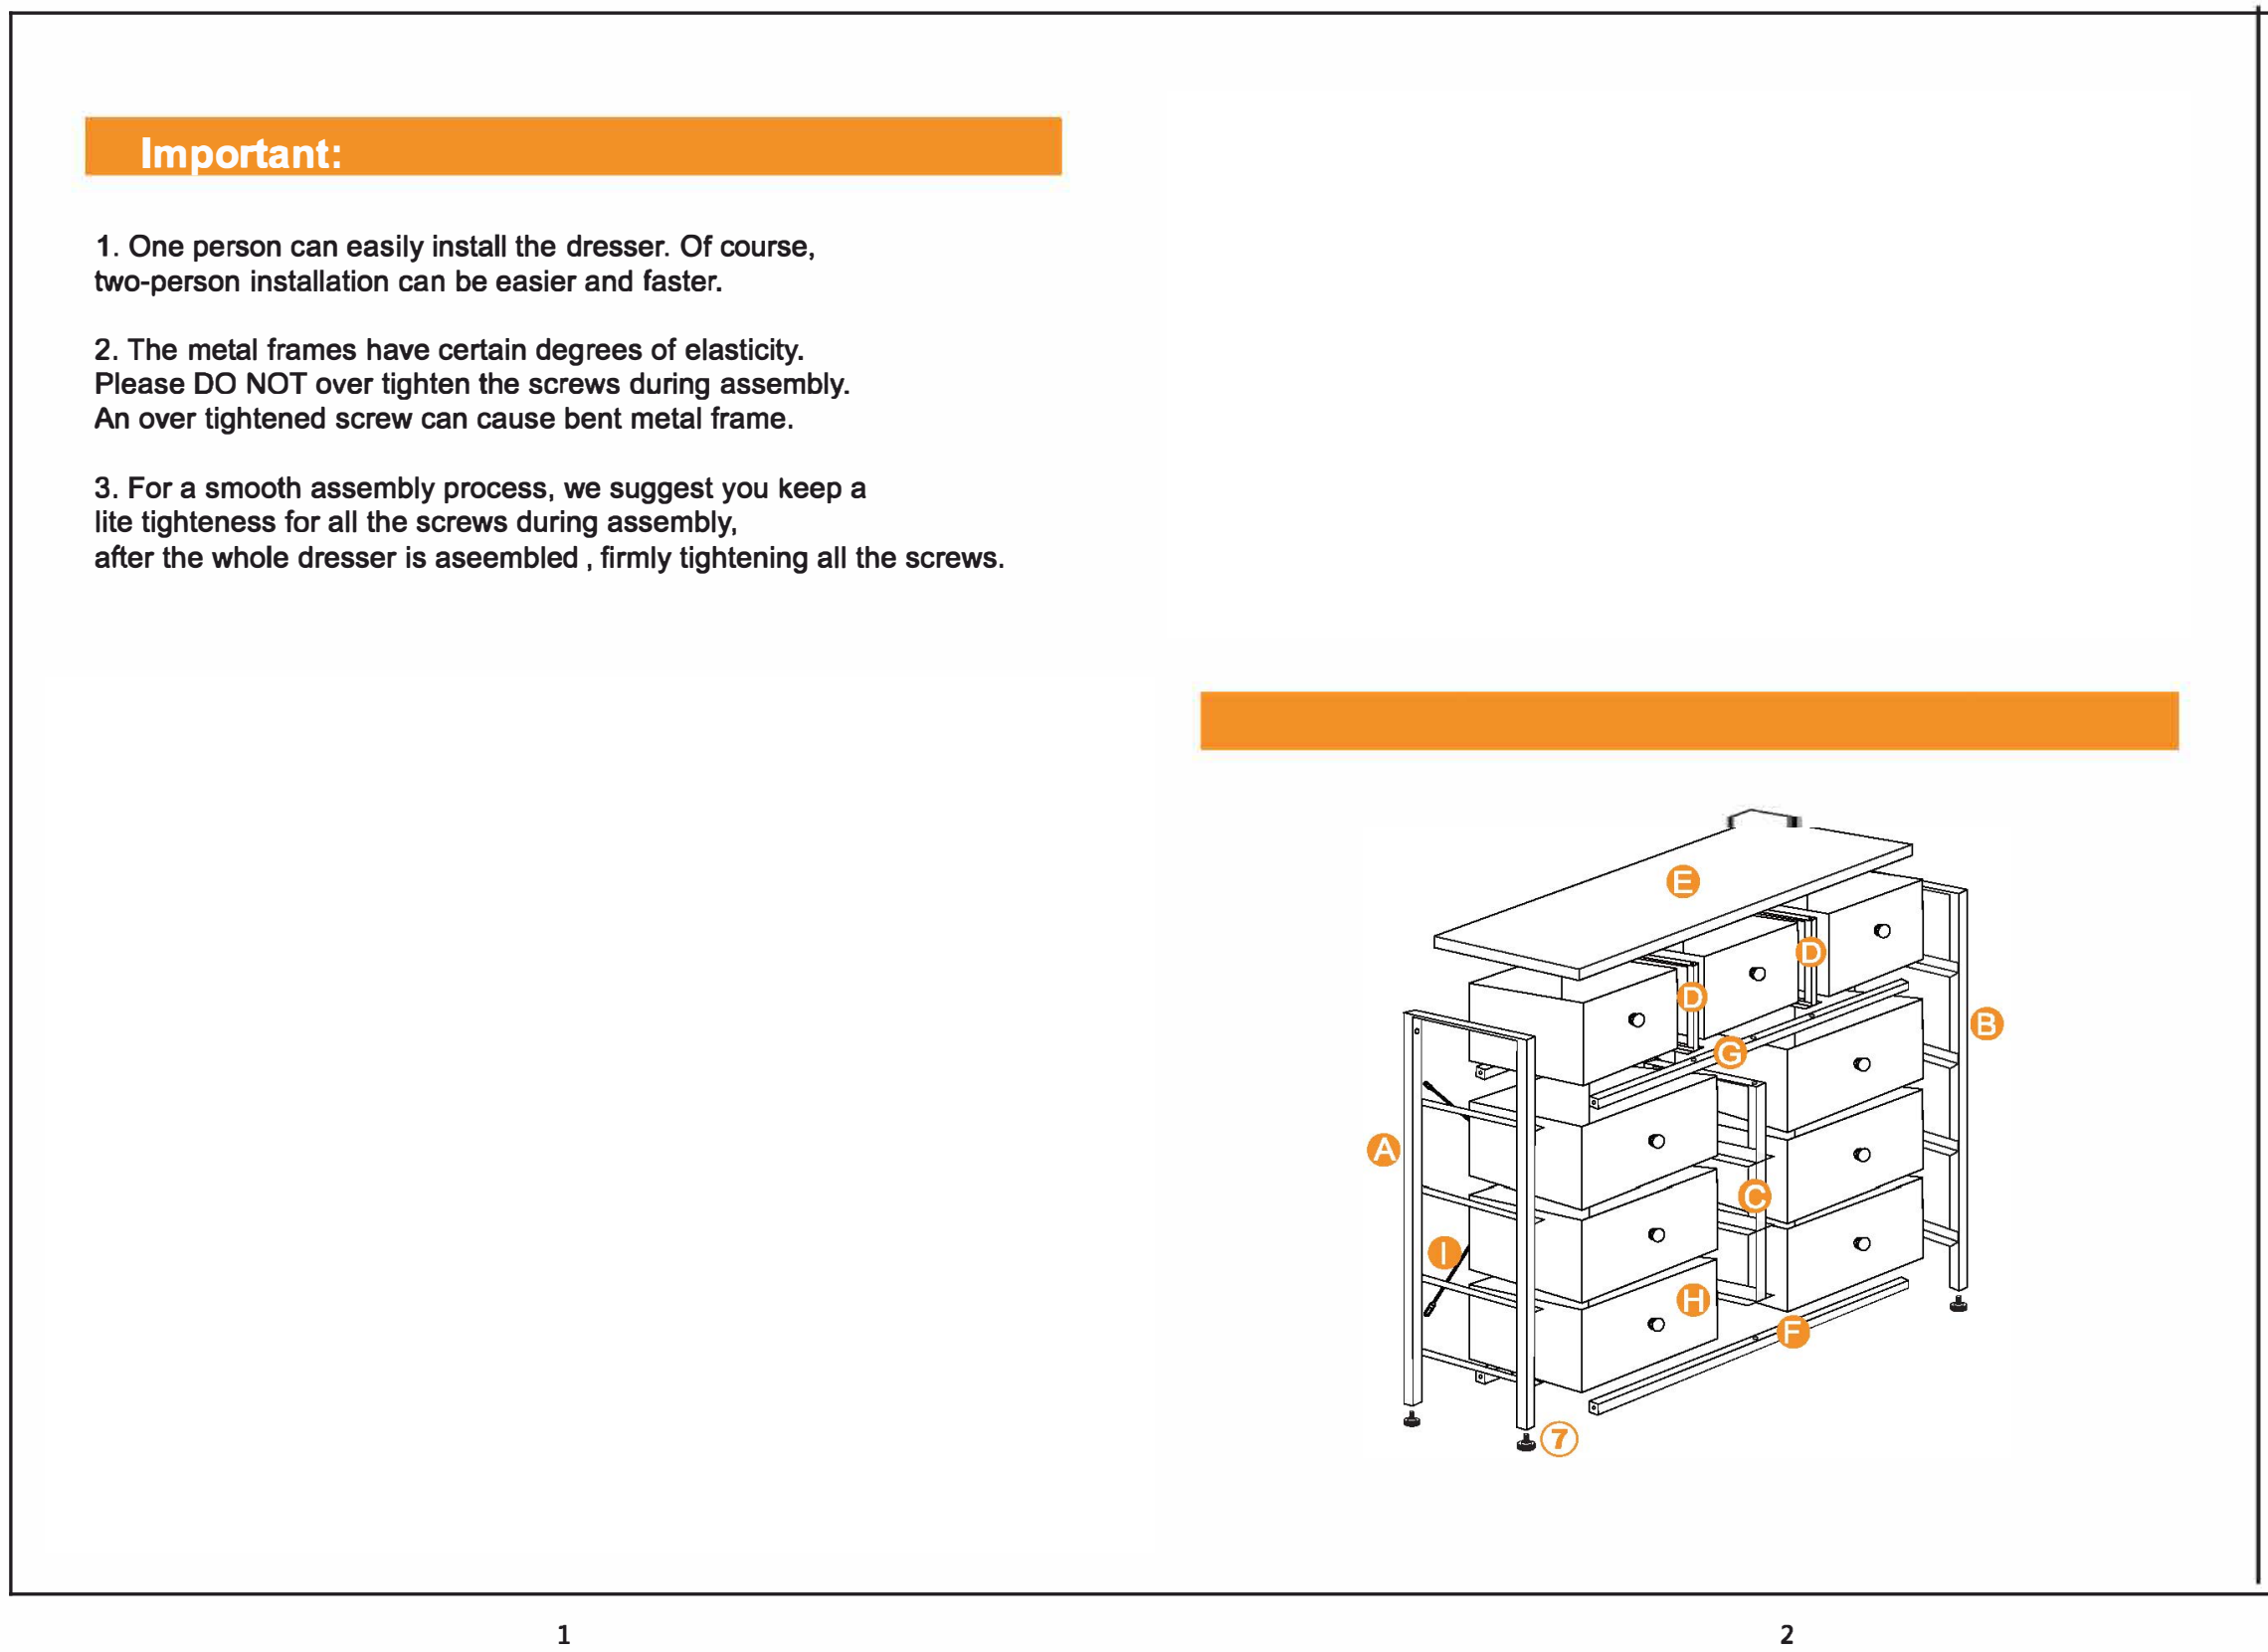 Important:
1. One person can easily install the dresser. Of course,
two-person installation can be easier and faster.
2. The metal frames have certain degrees of elasticity.
Please DO NOT over tighten the screws during assembly.
An over tightened screw can cause bent metal frame.
3. For a smooth assembly process, we suggest you keep a
lite tighteness for all the screws during assembly,
after the whole dresser is aseembled , firmly tightening all the screws.
E
D
D
B
G
A
C
I
H
F
7
1
2